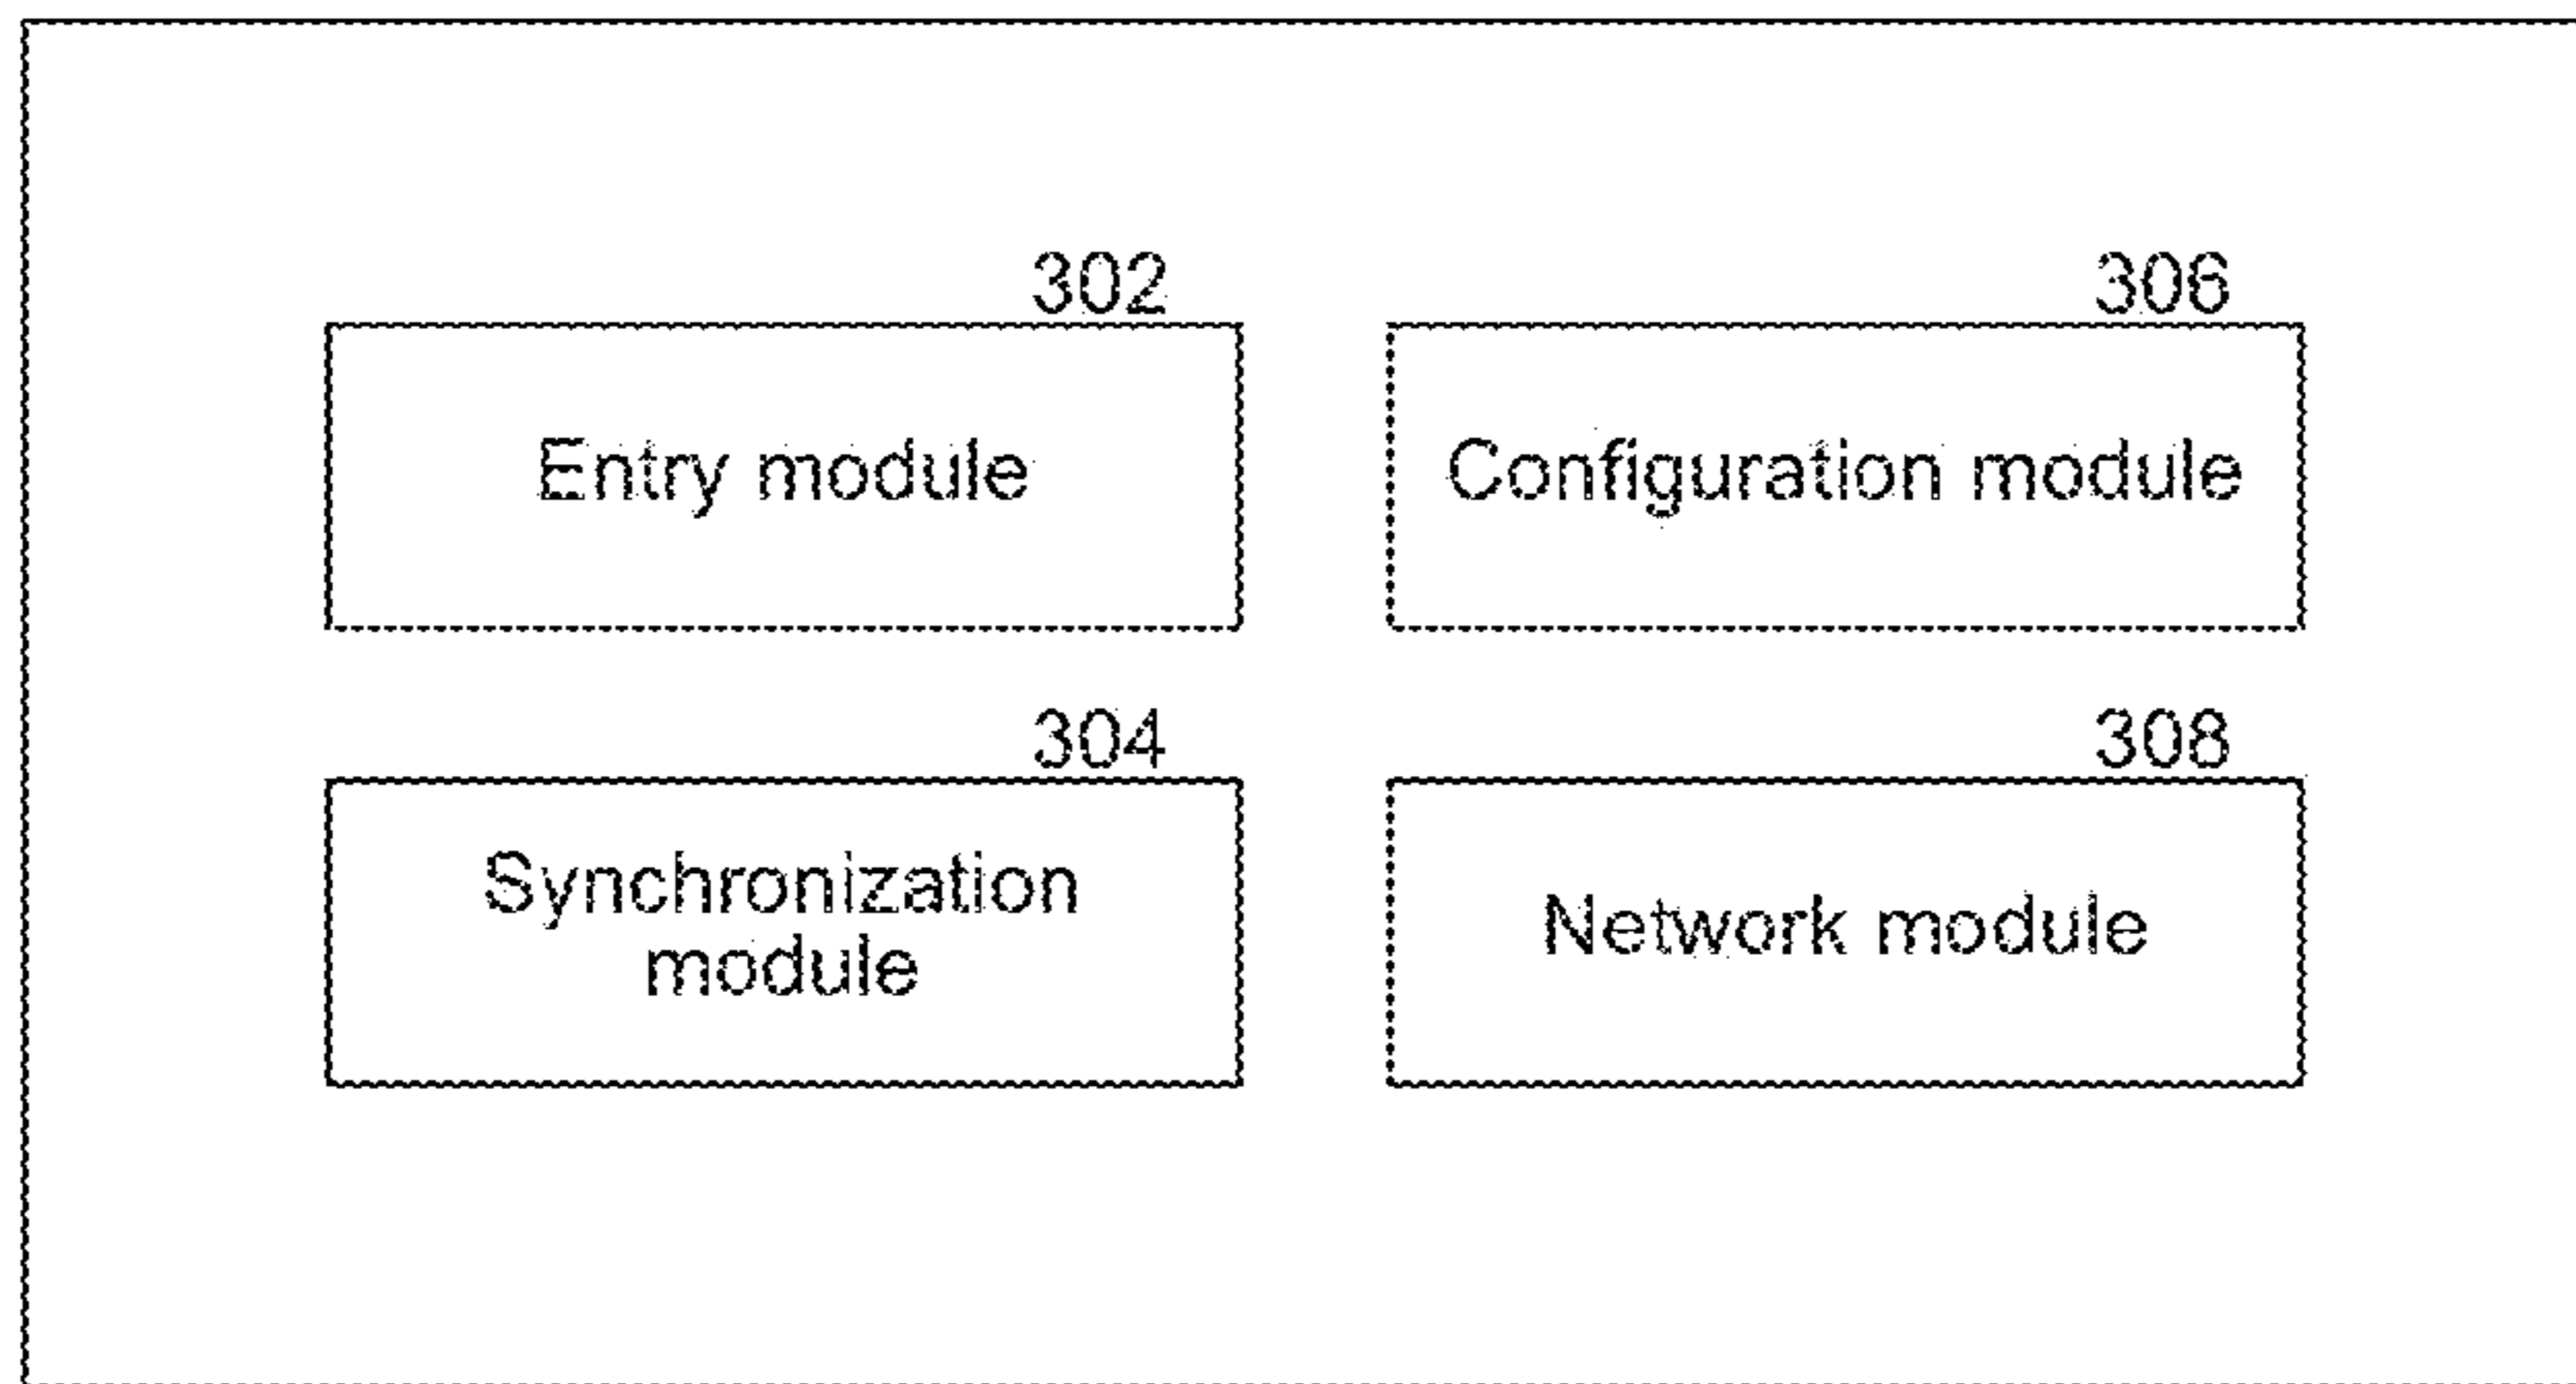 302
Entry module
306
Configuration module
304
Synchronization
module
308
Network module